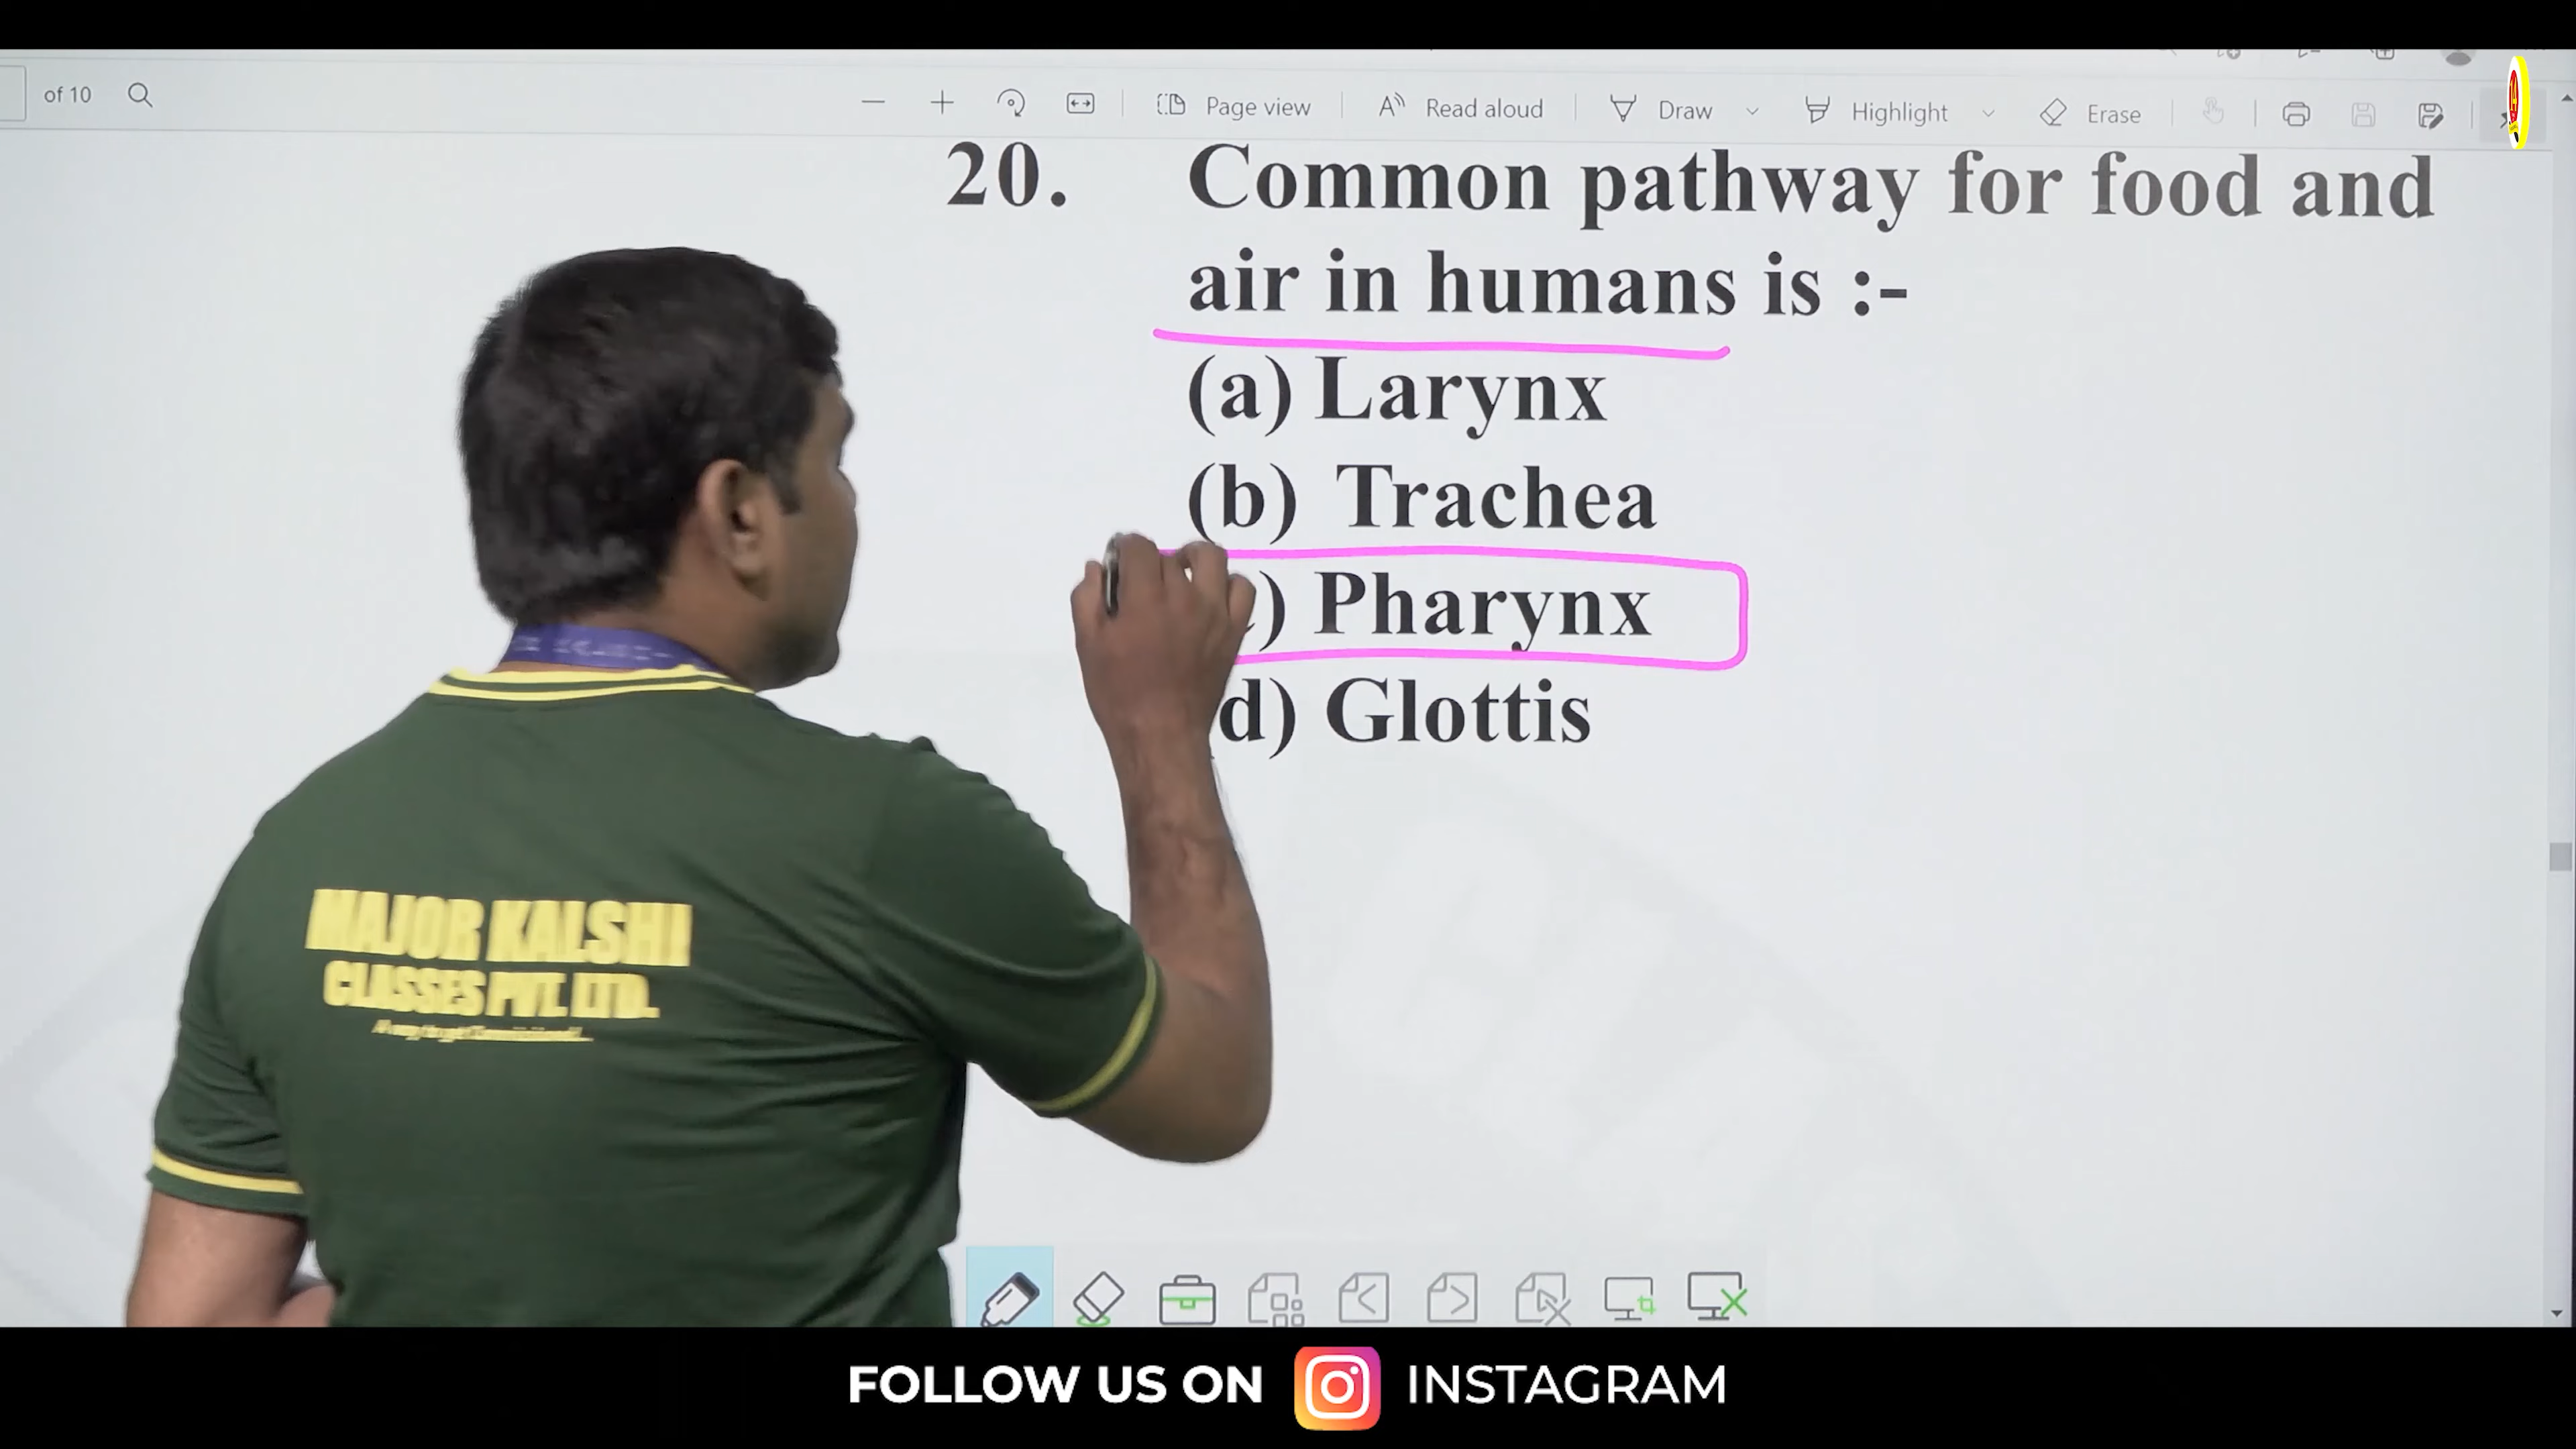 of 10
Page view
Read aloud
Draw
Highlight
Erase
20. Common pathway for food and
air in humans is :-
(a) Larynx
(b) Trachea
) Pharynx
d) Glottis
MAJOR KALSHI
CLASSES PVT. LTD.
FOLLOW US ON INSTAGRAM